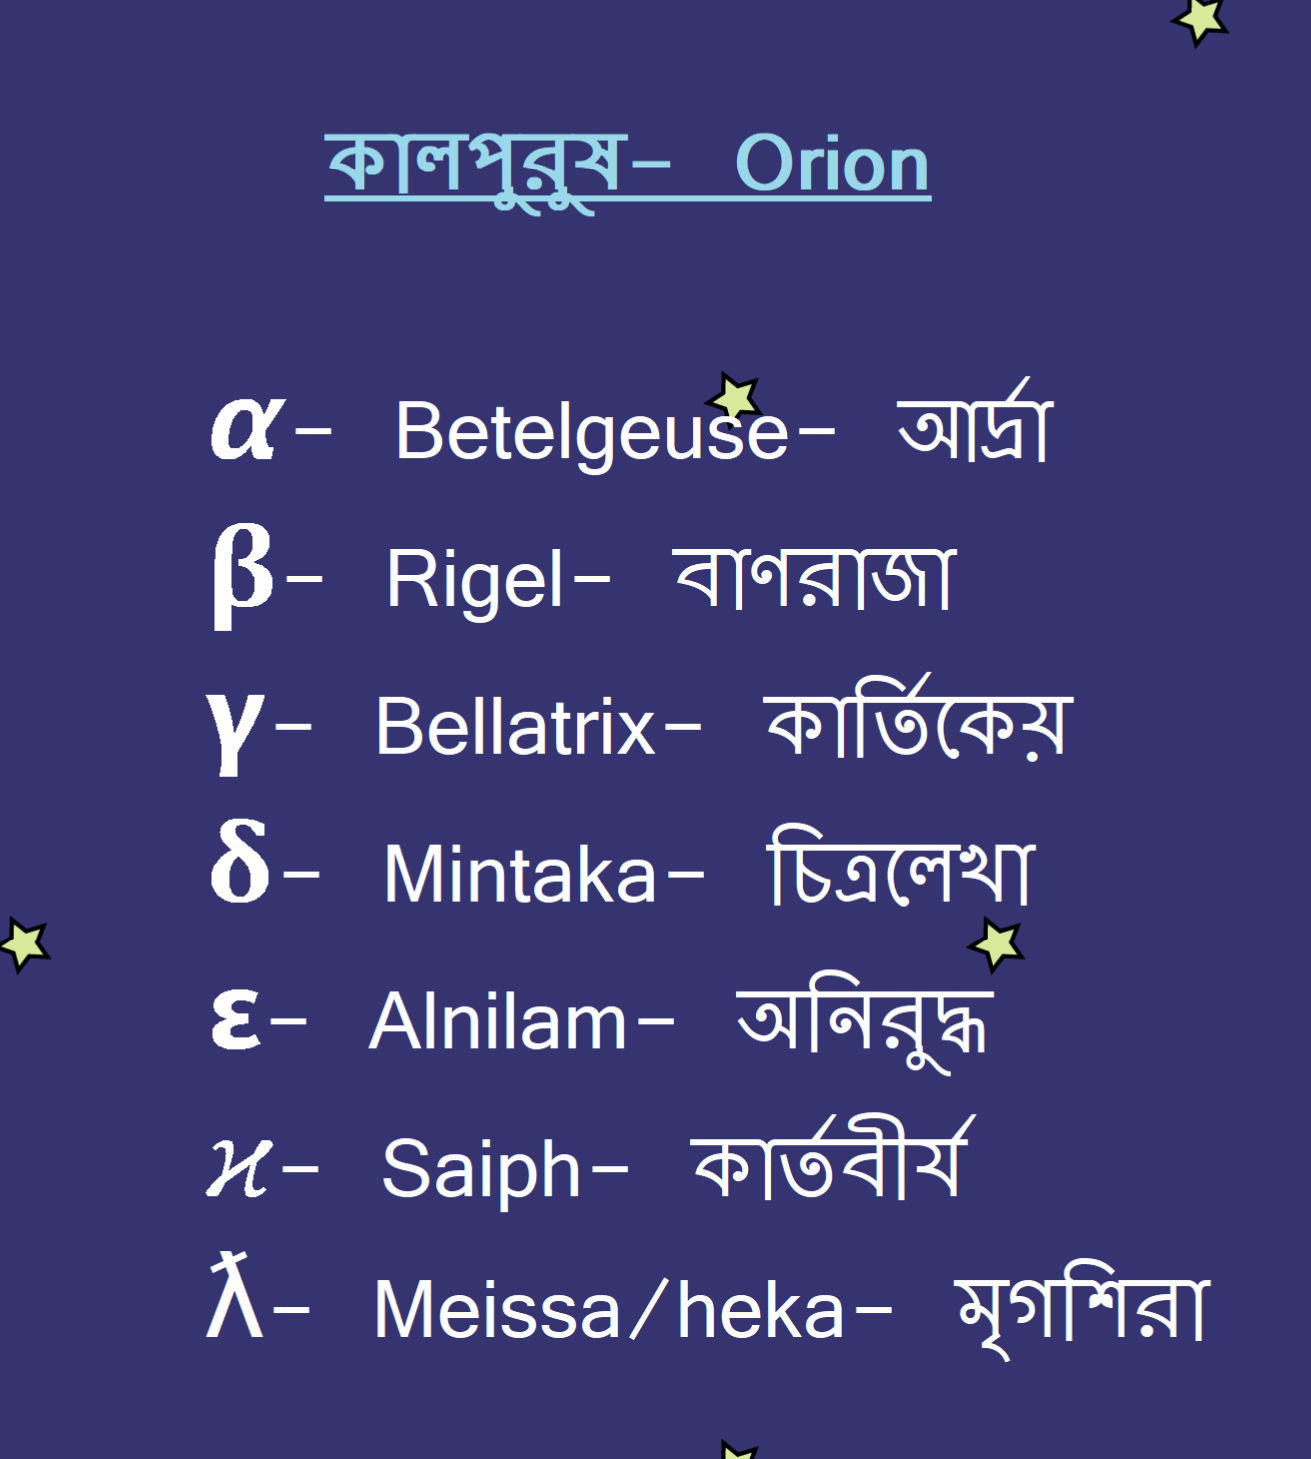 কালপুরুষ– Orion
α– Betelgeuse– আর্দ্রা
β– Rigel– বাণরাজা
γ– Bellatrix– কার্তিকেয়
δ– Mintaka– চিত্রলেখা
ε– Alnilam– অনিরুদ্ধ
ϰ– Saiph– কার্তবীর্য
ƛ– Meissa/heka– মৃগশিরা